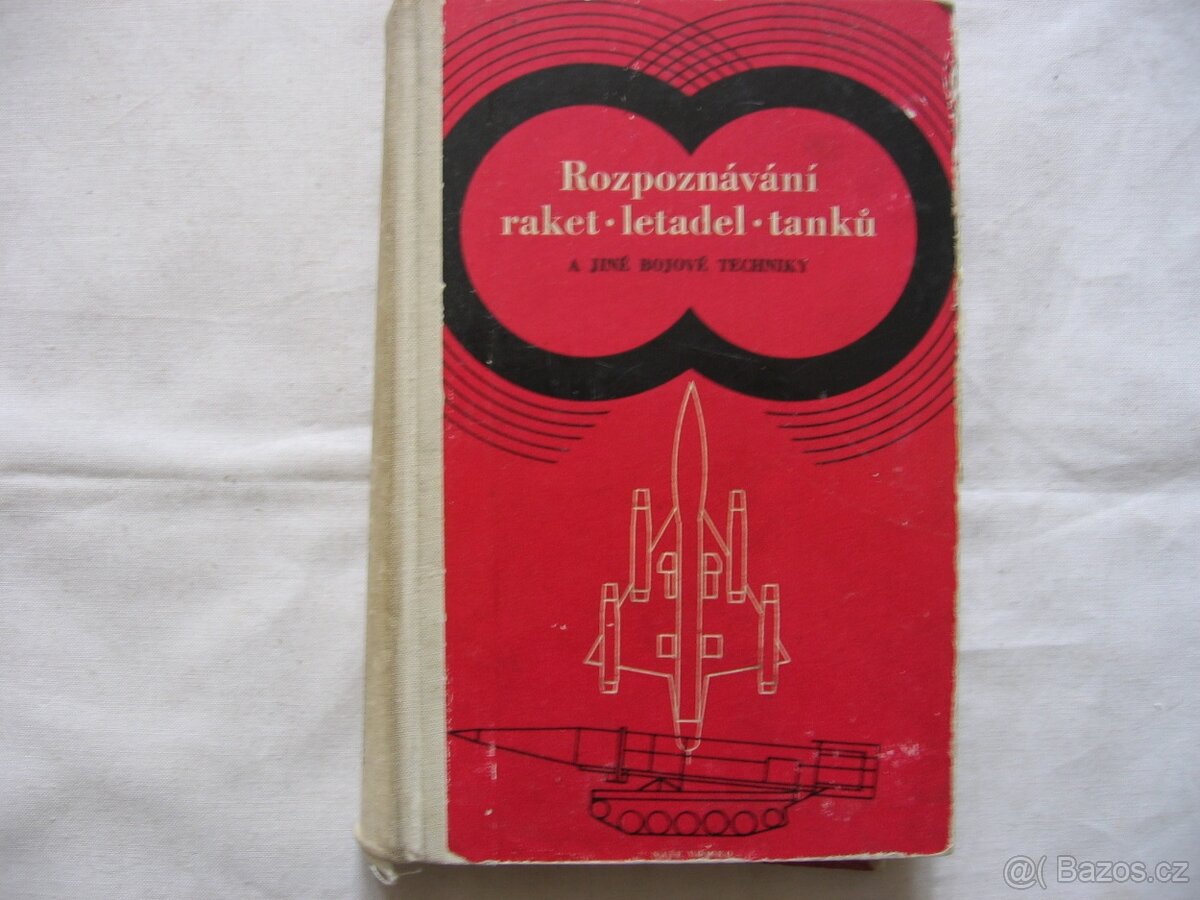 Rozpoznávání
raket · letadel · tanků
A JINÉ BOJOVÉ TECHNIKY
@( Bazos.cz